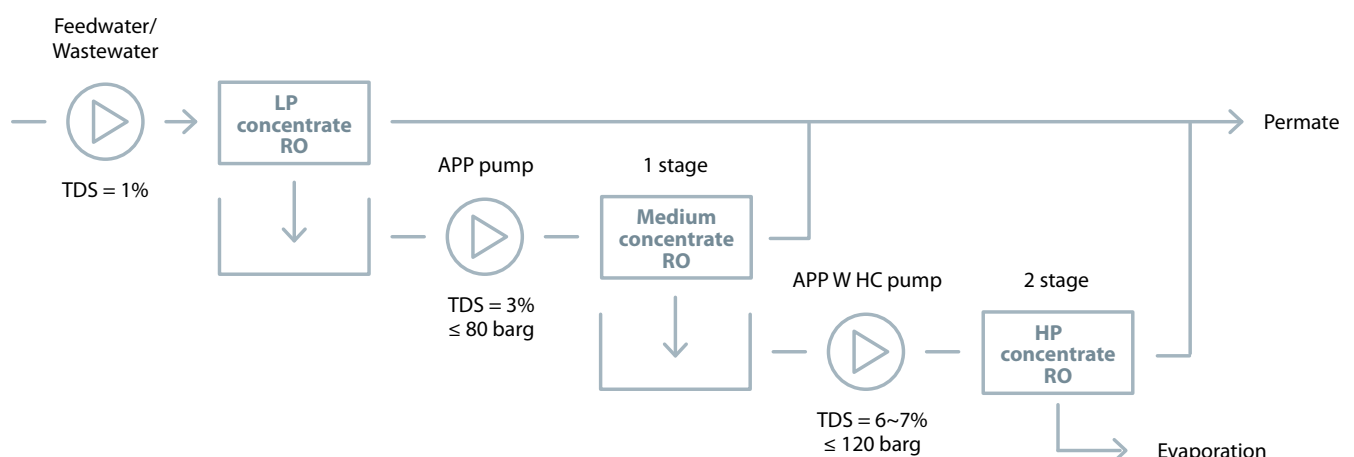 Feedwater/
Wastewater
LP
concentrate
RO
Permate
TDS = 1%
APP pump
1 stage
Medium
concentrate
RO
TDS = 3%
≤ 80 barg
APP W HC pump
2 stage
HP
concentrate
RO
TDS = 6~7%
≤ 120 barg
Evaporation